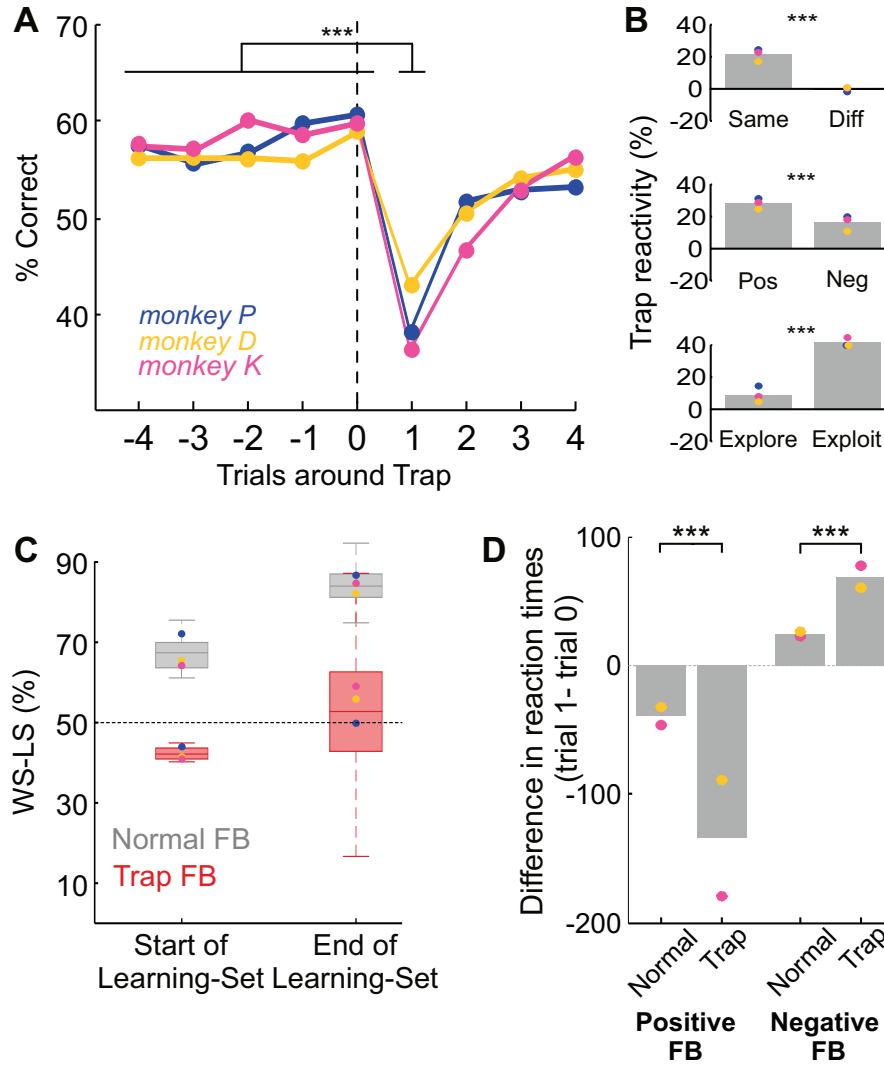 A
70
60
50
40
% Correct
***
monkey P
monkey D
monkey K
-4 -3 -2 -1 0 1 2 3 4
Trials around Trap
B
Trap reactivity (%)
***
40
20
0
-20
Same Diff
***
40
20
0
-20
Pos Neg
***
40
20
0
-20
Explore Exploit
C
90
70
50
30
10
WS-LS (%)
Normal FB
Trap FB
Start of
Learning-Set
End of
Learning-Set
D
100
0
-100
-200
Difference in reaction times
(trial 1- trial 0)
*** ***
Normal Trap Normal Trap
Positive
FB
Negative
FB